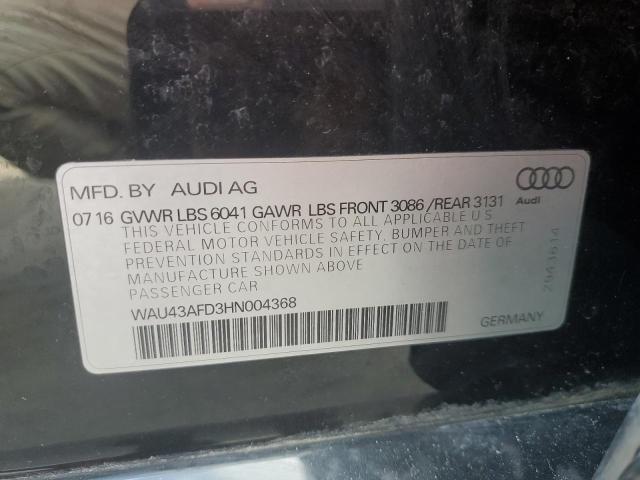 MFD. BY AUDI AG
Audi
07 16 GVWR LBS 6041 GAWR LBS FRONT 3086 / REAR 3131
THIS VEHICLE CONFORMS TO ALL APPLICABLE U S
FEDERAL MOTOR VEHICLE SAFETY, BUMPER AND THEFT
PREVENTION STANDARDS IN EFFECT ON THE DATE OF
MANUFACTURE SHOWN ABOVE
PASSENGER CAR
WAU43AFD3HN004368
GERMANY
2943614